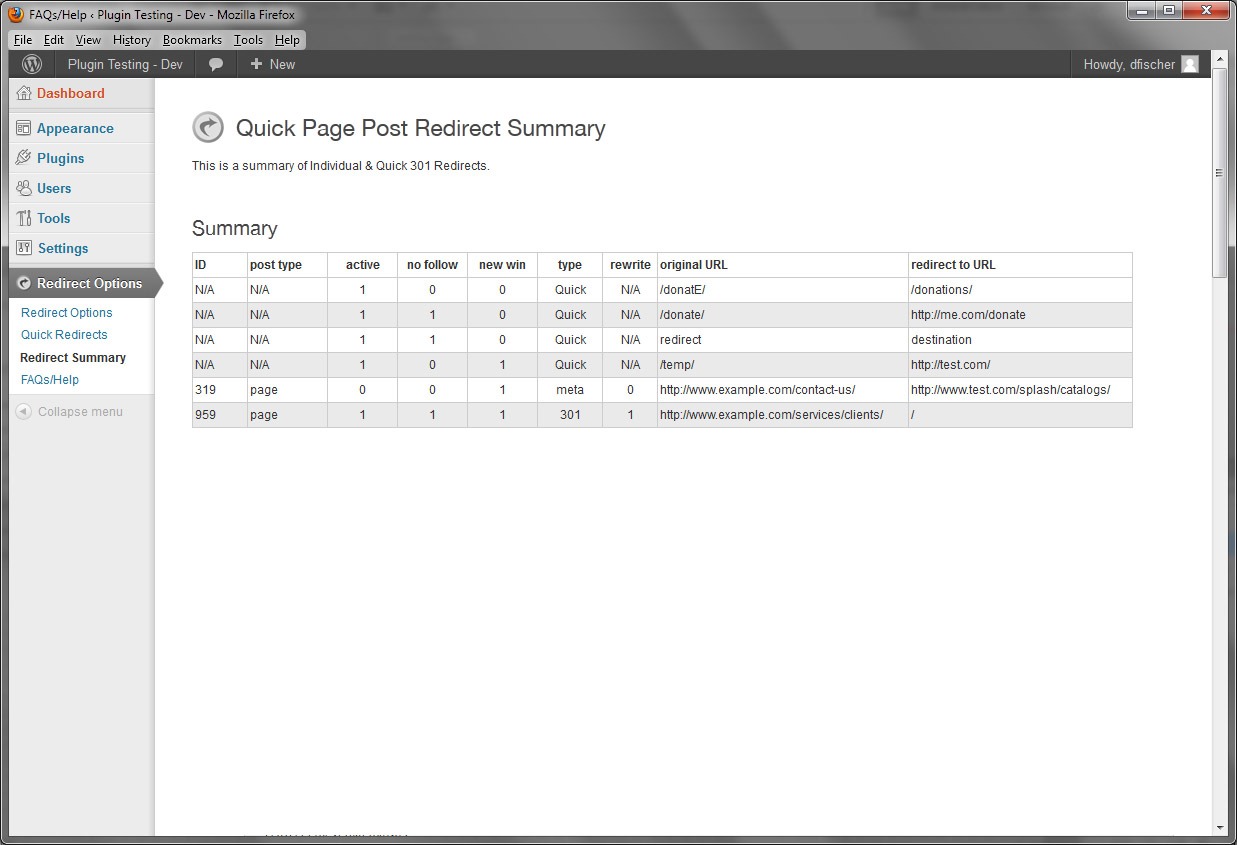 FAQs/Help ‹ Plugin Testing - Dev - Mozilla Firefox
File Edit View History Bookmarks Tools Help
Plugin Testing - Dev + New Howdy, dfischer
Dashboard
Appearance
Plugins
Users
Tools
Settings
Redirect Options
Redirect Options
Quick Redirects
Redirect Summary
FAQs/Help
Collapse menu
Quick Page Post Redirect Summary
This is a summary of Individual & Quick 301 Redirects.
Summary
ID post type active no follow new win type rewrite original URL redirect to URL
N/A N/A 1 0 0 Quick N/A /donatE/ /donations/
N/A N/A 1 1 0 Quick N/A /donate/ http://me.com/donate
N/A N/A 1 1 0 Quick N/A redirect destination
N/A N/A 1 0 1 Quick N/A /temp/ http://test.com/
319 page 0 0 1 meta 0 http://www.example.com/contact-us/ http://www.test.com/splash/catalogs/
959 page 1 1 1 301 1 http://www.example.com/services/clients/ /